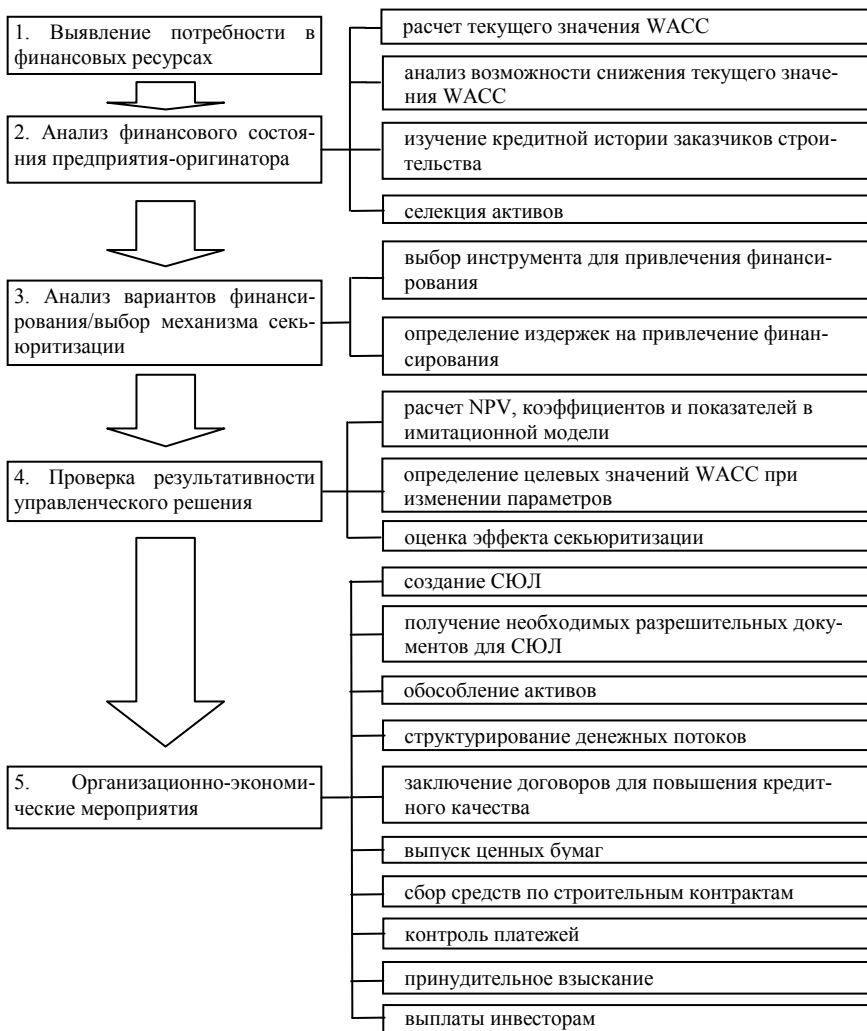 1. Выявление потребности в
финансовых ресурсах
расчет текущего значения WACC
анализ возможности снижения текущего значе-
ния WACC
2. Анализ финансового состоя-
ния предприятия-оригинатора
изучение кредитной истории заказчиков строи-
тельства
селекция активов
выбор инструмента для привлечения финанси-
рования
3. Анализ вариантов финанси-
рования/выбор механизма секь-
юритизации
определение издержек на привлечение финан-
сирования
расчет NPV, коэффициентов и показателей в
имитационной модели
4. Проверка результативности
управленческого решения
определение целевых значений WACC при
изменении параметров
оценка эффекта секьюритизации
создание СЮЛ
получение необходимых разрешительных доку-
ментов для СЮЛ
обособление активов
структурирование денежных потоков
5. Организационно-экономи-
ческие мероприятия
заключение договоров для повышения кредит-
ного качества
выпуск ценных бумаг
сбор средств по строительным контрактам
контроль платежей
принудительное взыскание
выплаты инвесторам